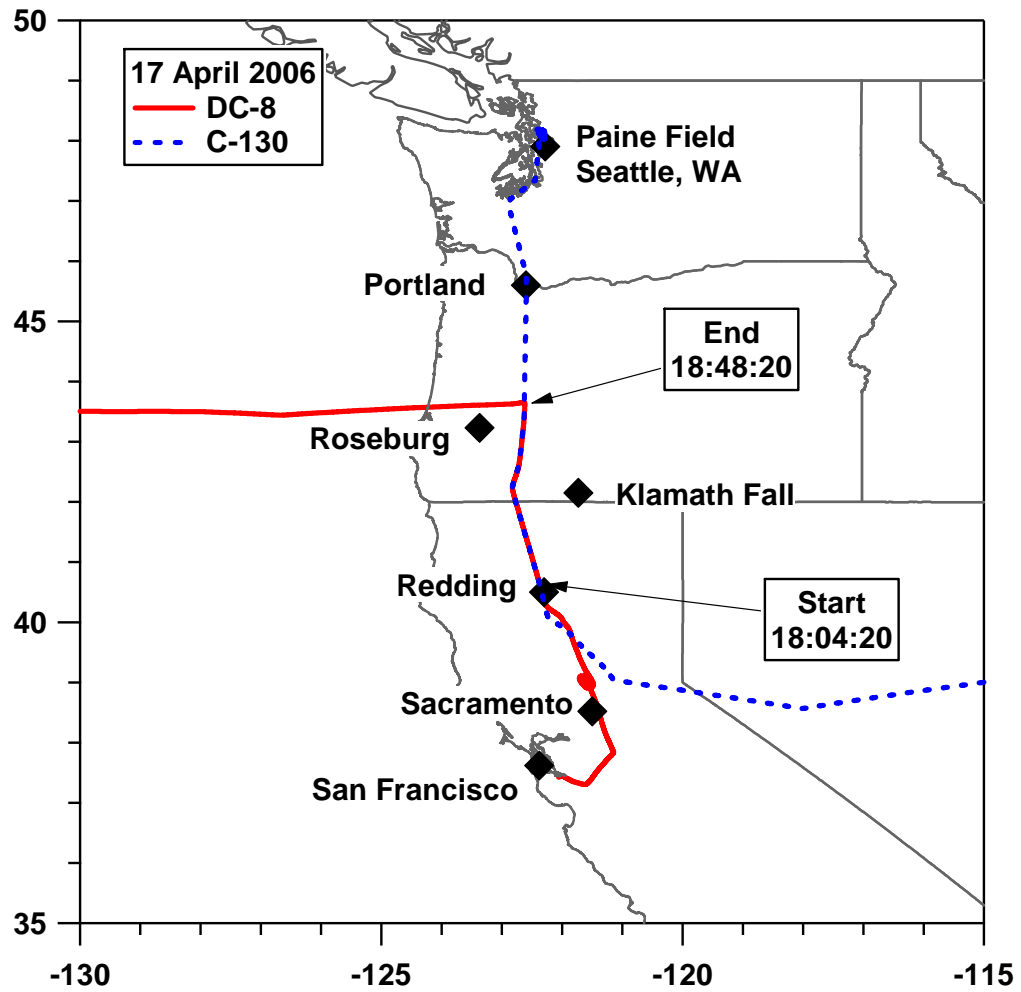 50
17 April 2006
DC-8
C-130
Paine Field
Seattle, WA
Portland
45
End
18:48:20
Roseburg
Klamath Fall
Redding
Start
18:04:20
40
Sacramento
San Francisco
35
-130
-125
-120
-115